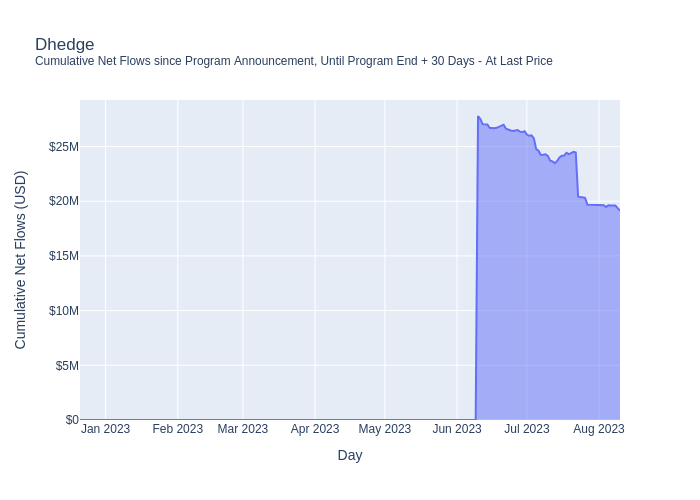 Dhedge
Cumulative Net Flows since Program Announcement, Until Program End + 30 Days - At Last Price
Cumulative Net Flows (USD)
$25M
$20M
$15M
$10M
$5M
$0
Jan 2023 Feb 2023 Mar 2023 Apr 2023 May 2023 Jun 2023 Jul 2023 Aug 2023
Day